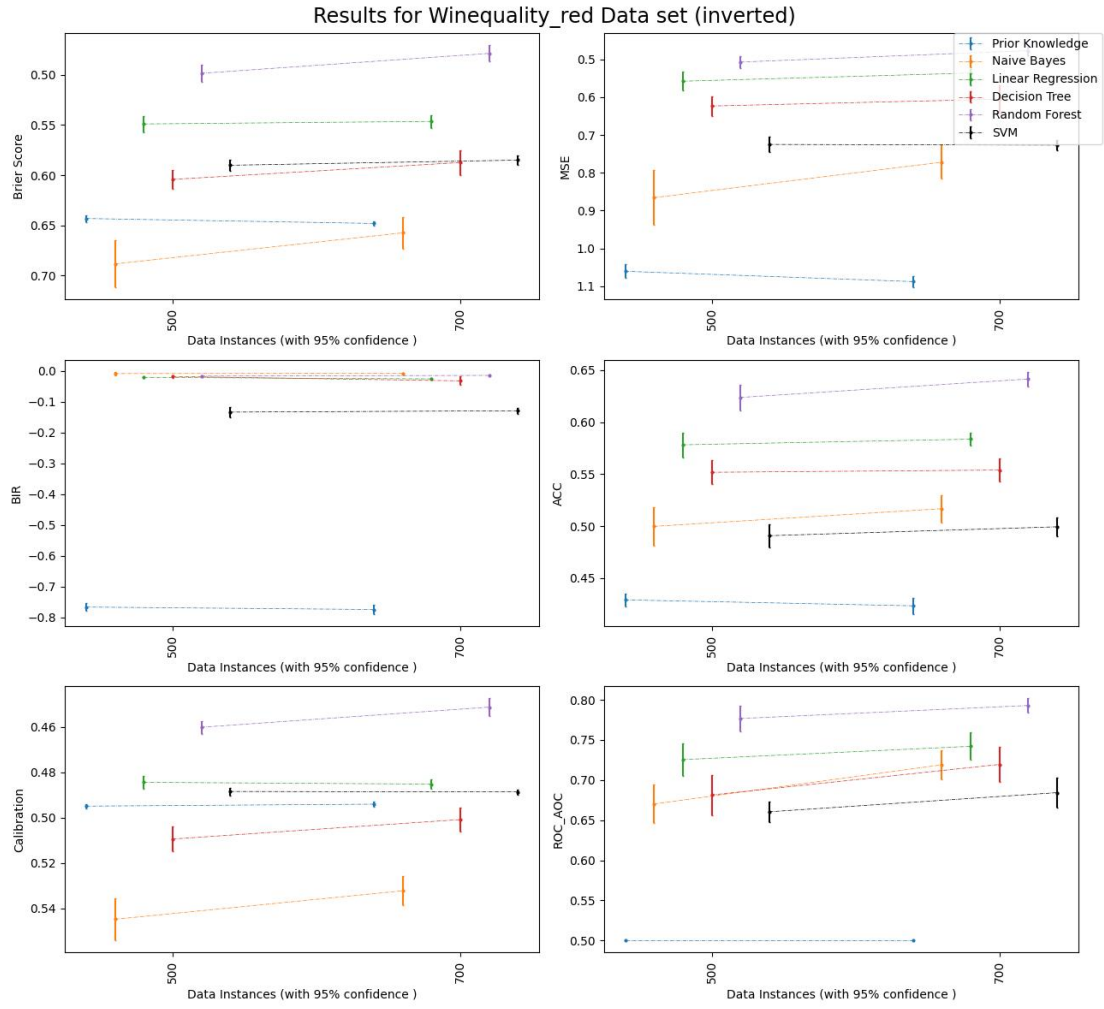 Results for Winequality_red Data set (inverted)
Prior Knowledge
Naive Bayes
Linear Regression
Decision Tree
Random Forest
SVM
0.50
0.55
0.60
0.65
0.70
Brier Score
500
700
Data Instances (with 95% confidence )
0.5
0.6
0.7
0.8
0.9
1.0
1.1
MSE
500
700
Data Instances (with 95% confidence )
0.0
−0.1
−0.2
−0.3
−0.4
−0.5
−0.6
−0.7
−0.8
BIR
500
700
Data Instances (with 95% confidence )
0.65
0.60
0.55
0.50
0.45
ACC
500
700
Data Instances (with 95% confidence )
0.46
0.48
0.50
0.52
0.54
Calibration
500
700
Data Instances (with 95% confidence )
0.80
0.75
0.70
0.65
0.60
0.55
0.50
ROC_AOC
500
700
Data Instances (with 95% confidence )